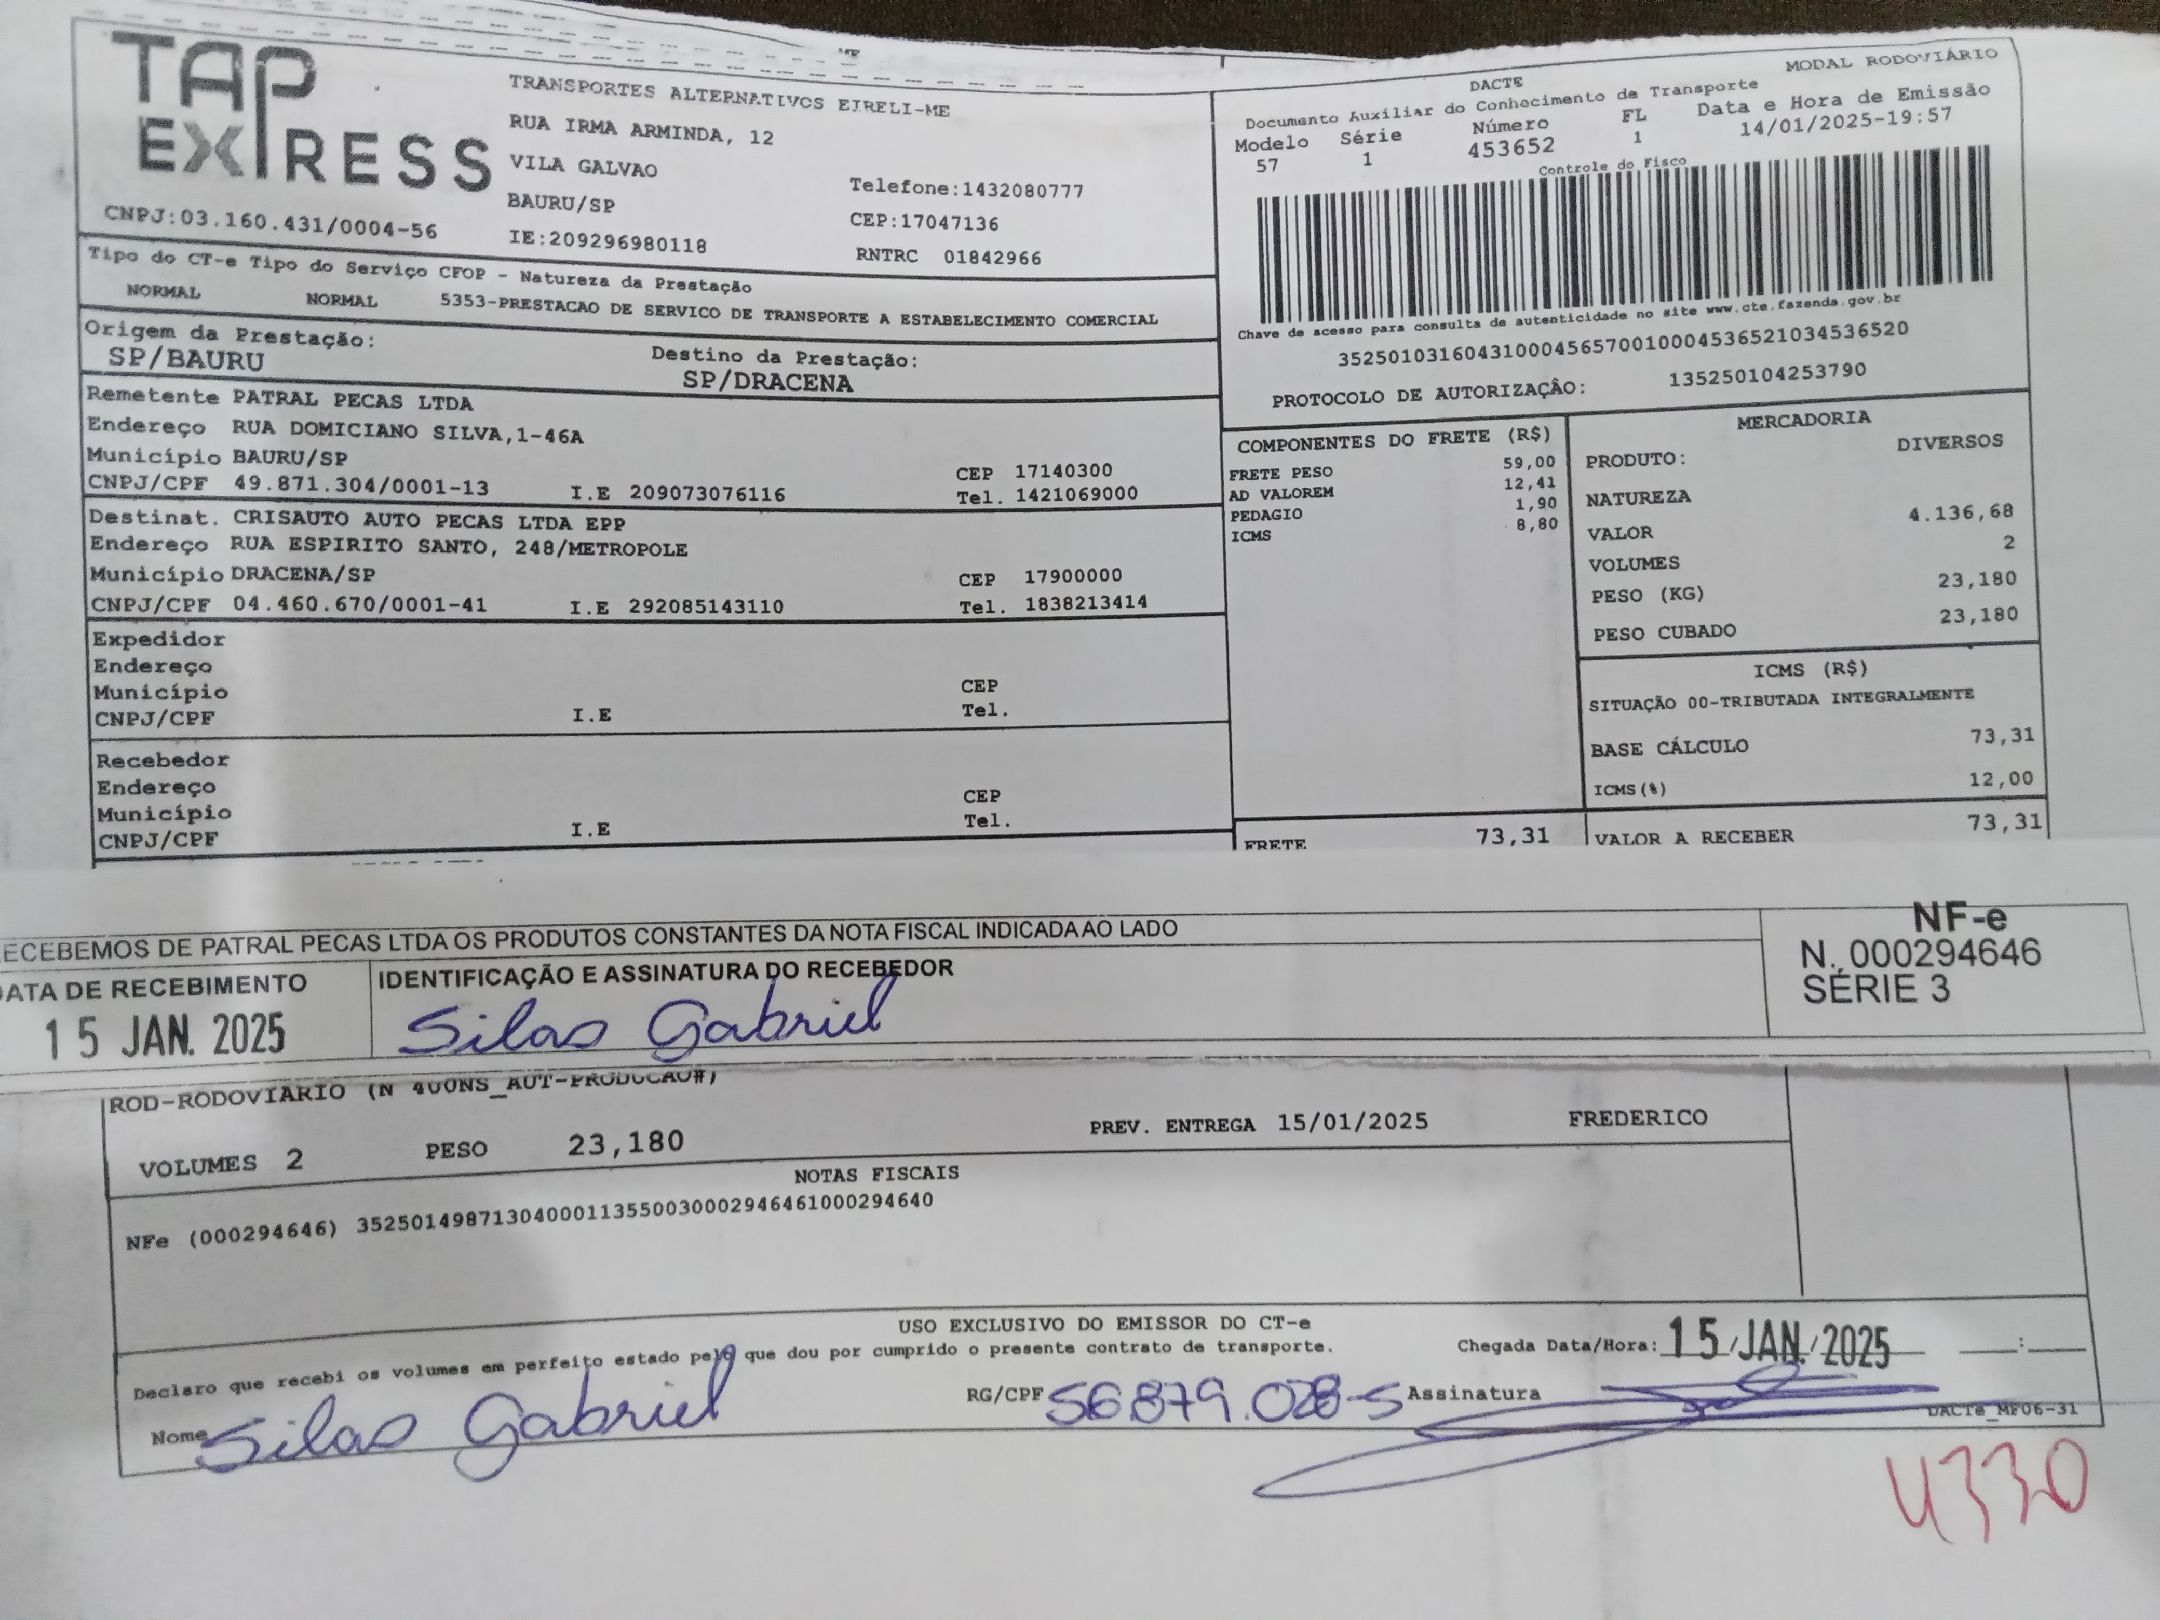 TAP
EXPRESS
CNPJ:03.160.431/0004-56
TRANSPORTES ALTERNATIVOS EIRELI-ME
RUA IRMA ARMINDA, 12
VILA GALVAO
BAURU/SP
IE:209296980118
Telefone:1432080777
CEP:17047136
RNTRC 01842966
MODAL RODOVIÁRIO
DACTE
Documento Auxiliar do Conhecimento de Transporte
Modelo Série Número FL Data e Hora de Emissão
57 1 453652 1 14/01/2025-19:57
Controle do Fisco
Chave de acesso para consulta de autenticidade no site www.cte.fazenda.gov.br
35250103160431000456570010004536521034536520
PROTOCOLO DE AUTORIZAÇÂO: 135250104253790
Tipo do CT-e Tipo do Serviço CFOP - Natureza da Prestação
NORMAL NORMAL 5353-PRESTACAO DE SERVICO DE TRANSPORTE A ESTABELECIMENTO COMERCIAL
Origem da Prestação: Destino da Prestação:
SP/BAURU SP/DRACENA
Remetente PATRAL PECAS LTDA
Endereço RUA DOMICIANO SILVA,1-46A
Município BAURU/SP CEP 17140300
CNPJ/CPF 49.871.304/0001-13 I.E 209073076116 Tel. 1421069000
Destinat. CRISAUTO AUTO PECAS LTDA EPP
Endereço RUA ESPIRITO SANTO, 248/METROPOLE
Município DRACENA/SP CEP 17900000
CNPJ/CPF 04.460.670/0001-41 I.E 292085143110 Tel. 1838213414
Expedidor
Endereço
Município CEP
CNPJ/CPF I.E Tel.
Recebedor
Endereço
Município CEP
CNPJ/CPF I.E Tel.
COMPONENTES DO FRETE (R$)
FRETE PESO 59,00
AD VALOREM 12,41
PEDAGIO 1,90
ICMS 8,80
FRETE 73,31
MERCADORIA
PRODUTO: DIVERSOS
NATUREZA
VALOR 4.136,68
VOLUMES 2
PESO (KG) 23,180
PESO CUBADO 23,180
ICMS (R$)
SITUAÇÃO 00-TRIBUTADA INTEGRALMENTE
BASE CÁLCULO 73,31
ICMS(%) 12,00
VALOR A RECEBER 73,31
ECEBEMOS DE PATRAL PECAS LTDA OS PRODUTOS CONSTANTES DA NOTA FISCAL INDICADA AO LADO
DATA DE RECEBIMENTO IDENTIFICAÇÃO E ASSINATURA DO RECEBEDOR
15 JAN. 2025 Silas Gabriel
NF-e
N. 000294646
SÉRIE 3
ROD-RODOVIARIO (N 400NS_AUT-PRODUCAO#)
VOLUMES 2 PESO 23,180 PREV. ENTREGA 15/01/2025 FREDERICO
NOTAS FISCAIS
NFe (000294646) 35250149871304000113550030002946461000294640
USO EXCLUSIVO DO EMISSOR DO CT-e
Declaro que recebi os volumes em perfeito estado pelo que dou por cumprido o presente contrato de transporte. Chegada Data/Hora: 15/JAN./2025 __:__
Nome Silas Gabriel RG/CPF 56.879.028-5 Assinatura
DACTe_MF06-31
4330